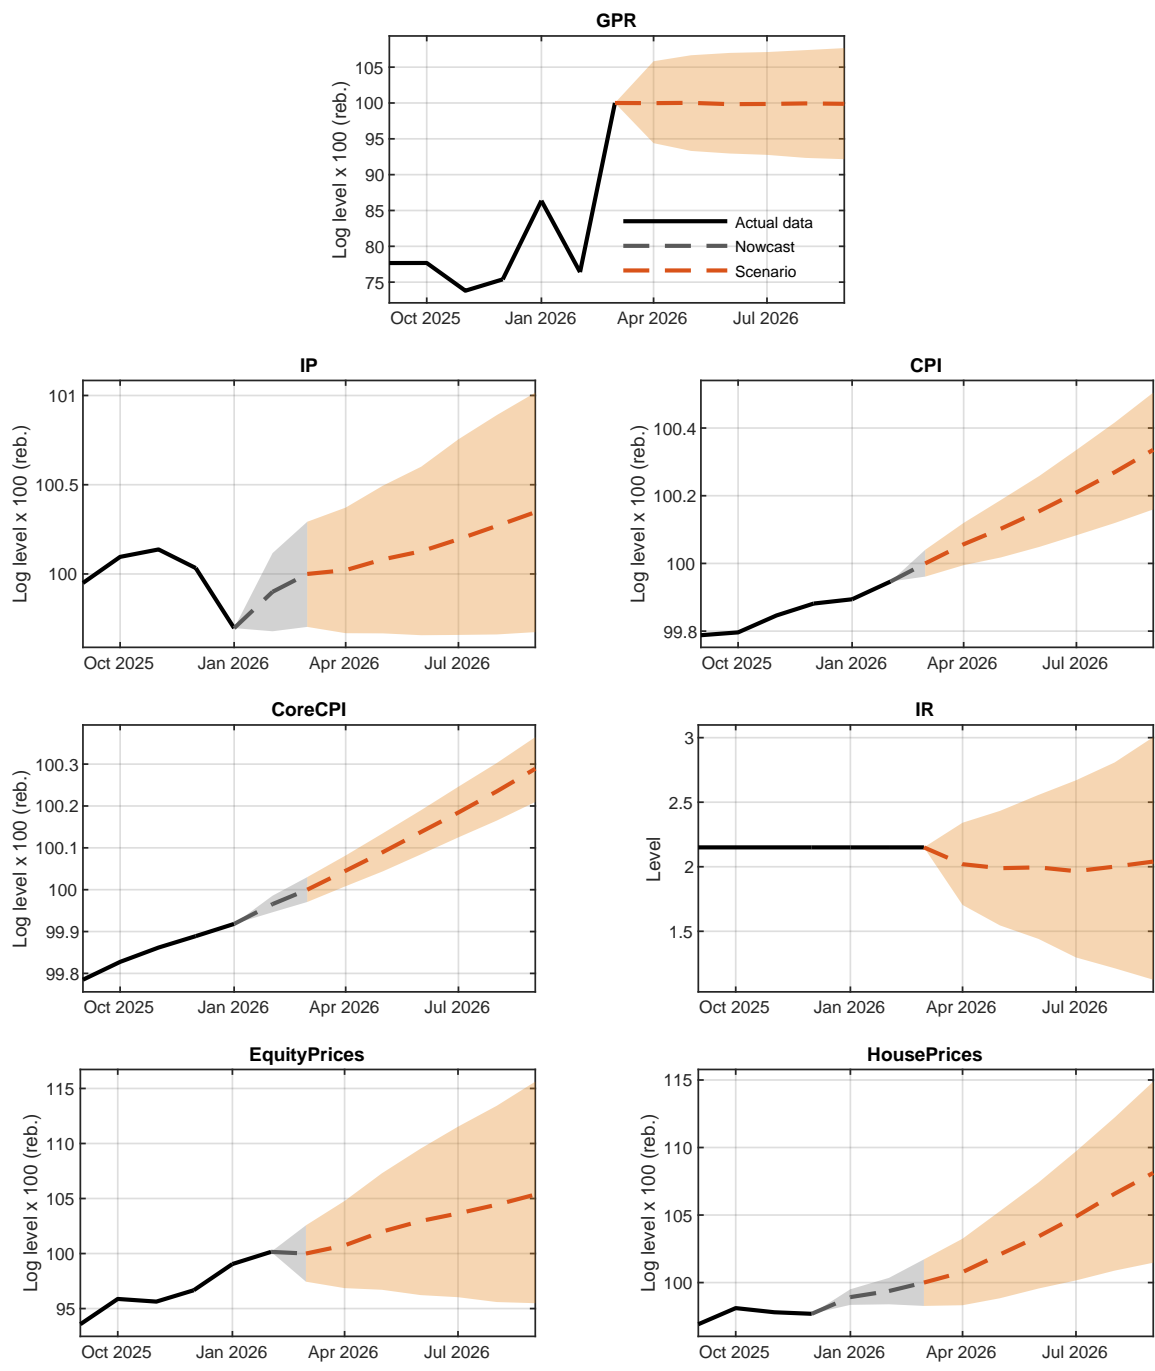 GPR
Log level x 100 (reb.)
105
100
95
90
85
80
75
Actual data
Nowcast
Scenario
Oct 2025 Jan 2026 Apr 2026 Jul 2026
IP
Log level x 100 (reb.)
101
100.5
100
Oct 2025 Jan 2026 Apr 2026 Jul 2026
CPI
Log level x 100 (reb.)
100.4
100.2
100
99.8
Oct 2025 Jan 2026 Apr 2026 Jul 2026
CoreCPI
Log level x 100 (reb.)
100.3
100.2
100.1
100
99.9
99.8
Oct 2025 Jan 2026 Apr 2026 Jul 2026
IR
Level
3
2.5
2
1.5
Oct 2025 Jan 2026 Apr 2026 Jul 2026
EquityPrices
Log level x 100 (reb.)
115
110
105
100
95
Oct 2025 Jan 2026 Apr 2026 Jul 2026
HousePrices
Log level x 100 (reb.)
115
110
105
100
Oct 2025 Jan 2026 Apr 2026 Jul 2026